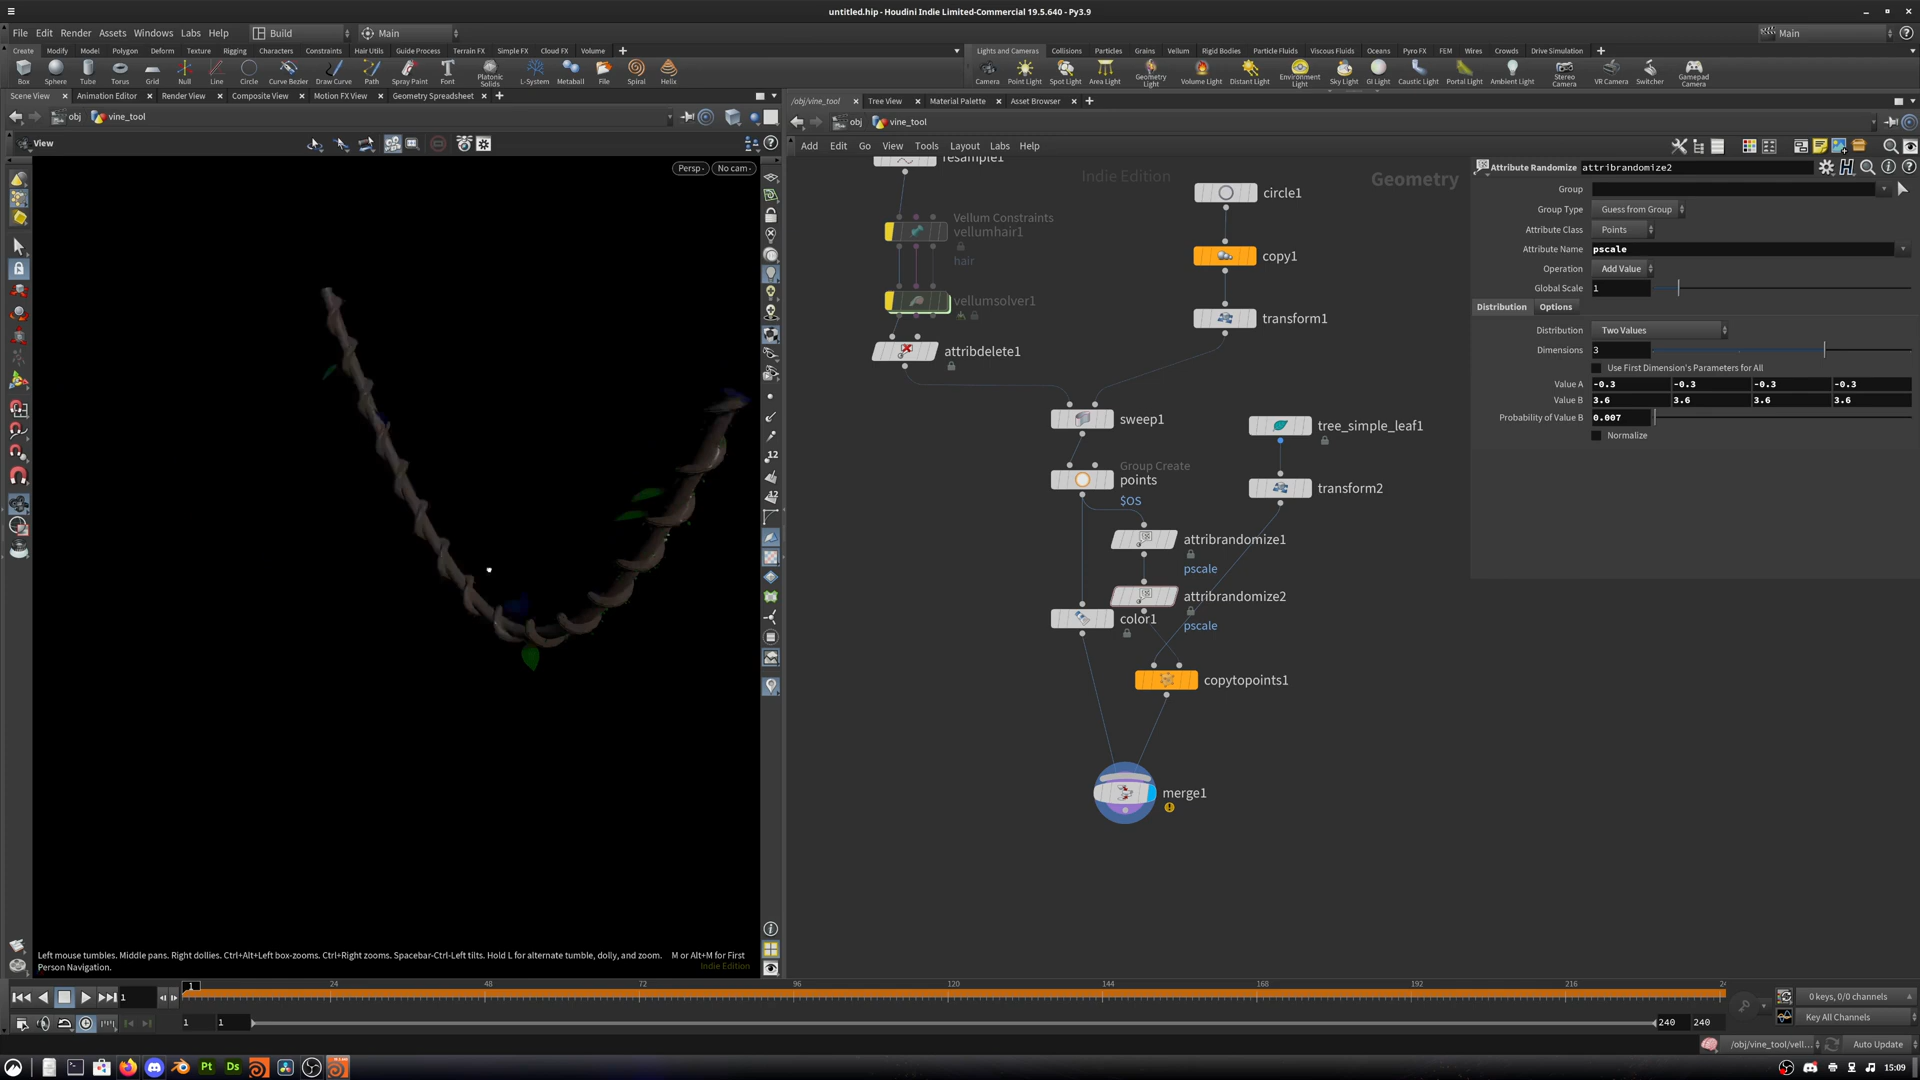 untitled.hip - Houdini Indie Limited-Commercial 19.5.640 - Py3.9
File Edit Render Assets Windows Labs Help
Build
Main
Main
Create Modify Model Polygon Deform Texture Rigging Characters Constraints Hair Utils Guide Process Terrain FX Simple FX Cloud FX Volume
Lights and Cameras Collisions Particles Grains Vellum Rigid Bodies Particle Fluids Viscous Fluids Oceans Pyro FX FEM Wires Crowds Drive Simulation
Box Sphere Tube Torus Grid Null Line Circle Curve Bezier Draw Curve Path Spray Paint Font Platonic Solids L-System Metaball File Spiral Helix
Camera Point Light Spot Light Area Light Geometry Light Volume Light Distant Light Environment Light Sky Light GI Light Caustic Light Portal Light Ambient Light Stereo Camera VR Camera Switcher Gamepad Camera
Scene View Animation Editor Render View Composite View Motion FX View Geometry Spreadsheet
/obj/vine_tool Tree View Material Palette Asset Browser
obj vine_tool
obj vine_tool
View
Persp
No cam
Add Edit Go View Tools Layout Labs Help
Indie Edition
Geometry
resample1
Vellum Constraints
vellumhair1
hair
vellumsolver1
attribdelete1
circle1
copy1
transform1
sweep1
Group Create
points
$OS
tree_simple_leaf1
transform2
attribrandomize1
pscale
attribrandomize2
pscale
color1
copytopoints1
merge1
Attribute Randomize attribrandomize2
Group
Group Type Guess from Group
Attribute Class Points
Attribute Name pscale
Operation Add Value
Global Scale 1
Distribution Options
Distribution Two Values
Dimensions 3
Use First Dimension's Parameters for All
Value A -0.3 -0.3 -0.3 -0.3
Value B 3.6 3.6 3.6 3.6
Probability of Value B 0.007
Normalize
12
12
Left mouse tumbles. Middle pans. Right dollies. Ctrl+Alt+Left box-zooms. Ctrl+Right zooms. Spacebar-Ctrl-Left tilts. Hold L for alternate tumble, dolly, and zoom. M or Alt+M for First
Person Navigation.
Indie Edition
1
1 24 48 72 96 120 144 168 192 216 24
1 1 240 240
0 keys, 0/0 channels
Key All Channels
/obj/vine_tool/vell...
Auto Update
Pt Ds
15:09